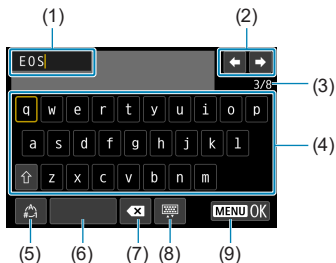 (1) (2)
EOS
3/8 (3)
q w e r t y u i o p
a s d f g h j k l (4)
z x c v b n m
MENU OK
(5) (6) (7) (8) (9)